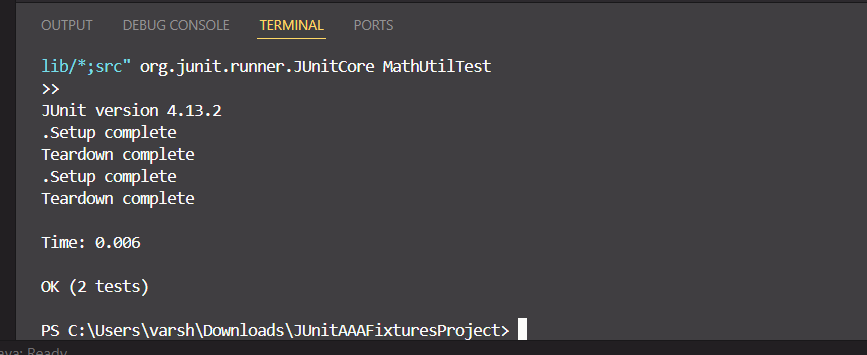 OUTPUT DEBUG CONSOLE TERMINAL PORTS
lib/*;src" org.junit.runner.JUnitCore MathUtilTest
>>
JUnit version 4.13.2
.Setup complete
Teardown complete
.Setup complete
Teardown complete
Time: 0.006
OK (2 tests)
PS C:\Users\varsh\Downloads\JUnitAAAFixturesProject>
Ready